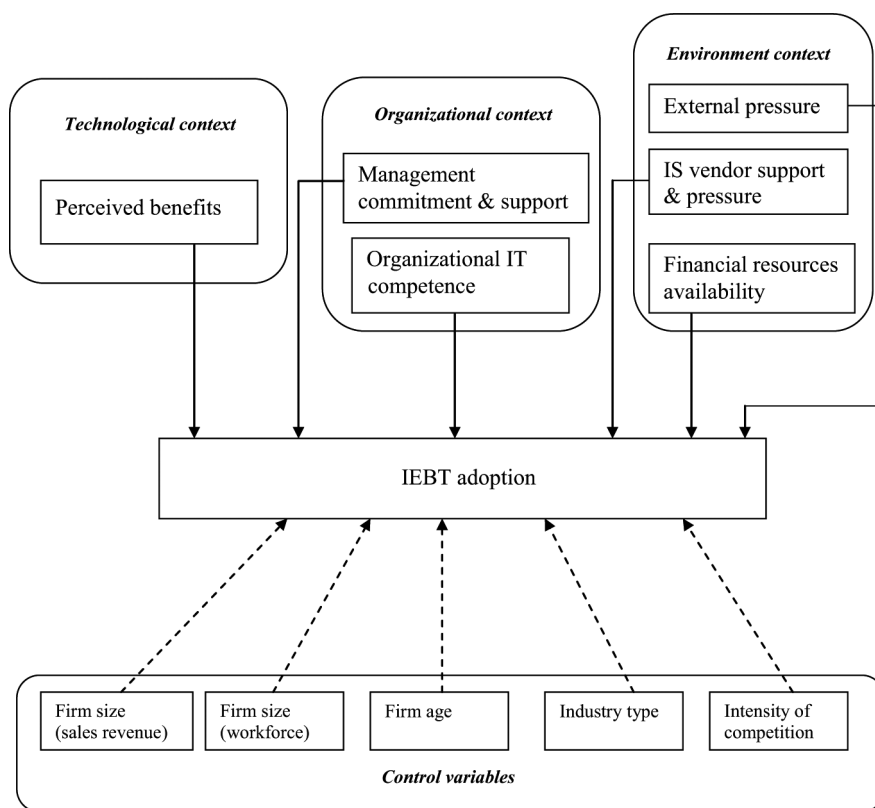 Technological context
Perceived benefits
Organizational context
Management
commitment & support
Organizational IT
competence
Environment context
External pressure
IS vendor support
& pressure
Financial resources
availability
IEBT adoption
Firm size
(sales revenue)
Firm size
(workforce)
Firm age
Industry type
Intensity of
competition
Control variables